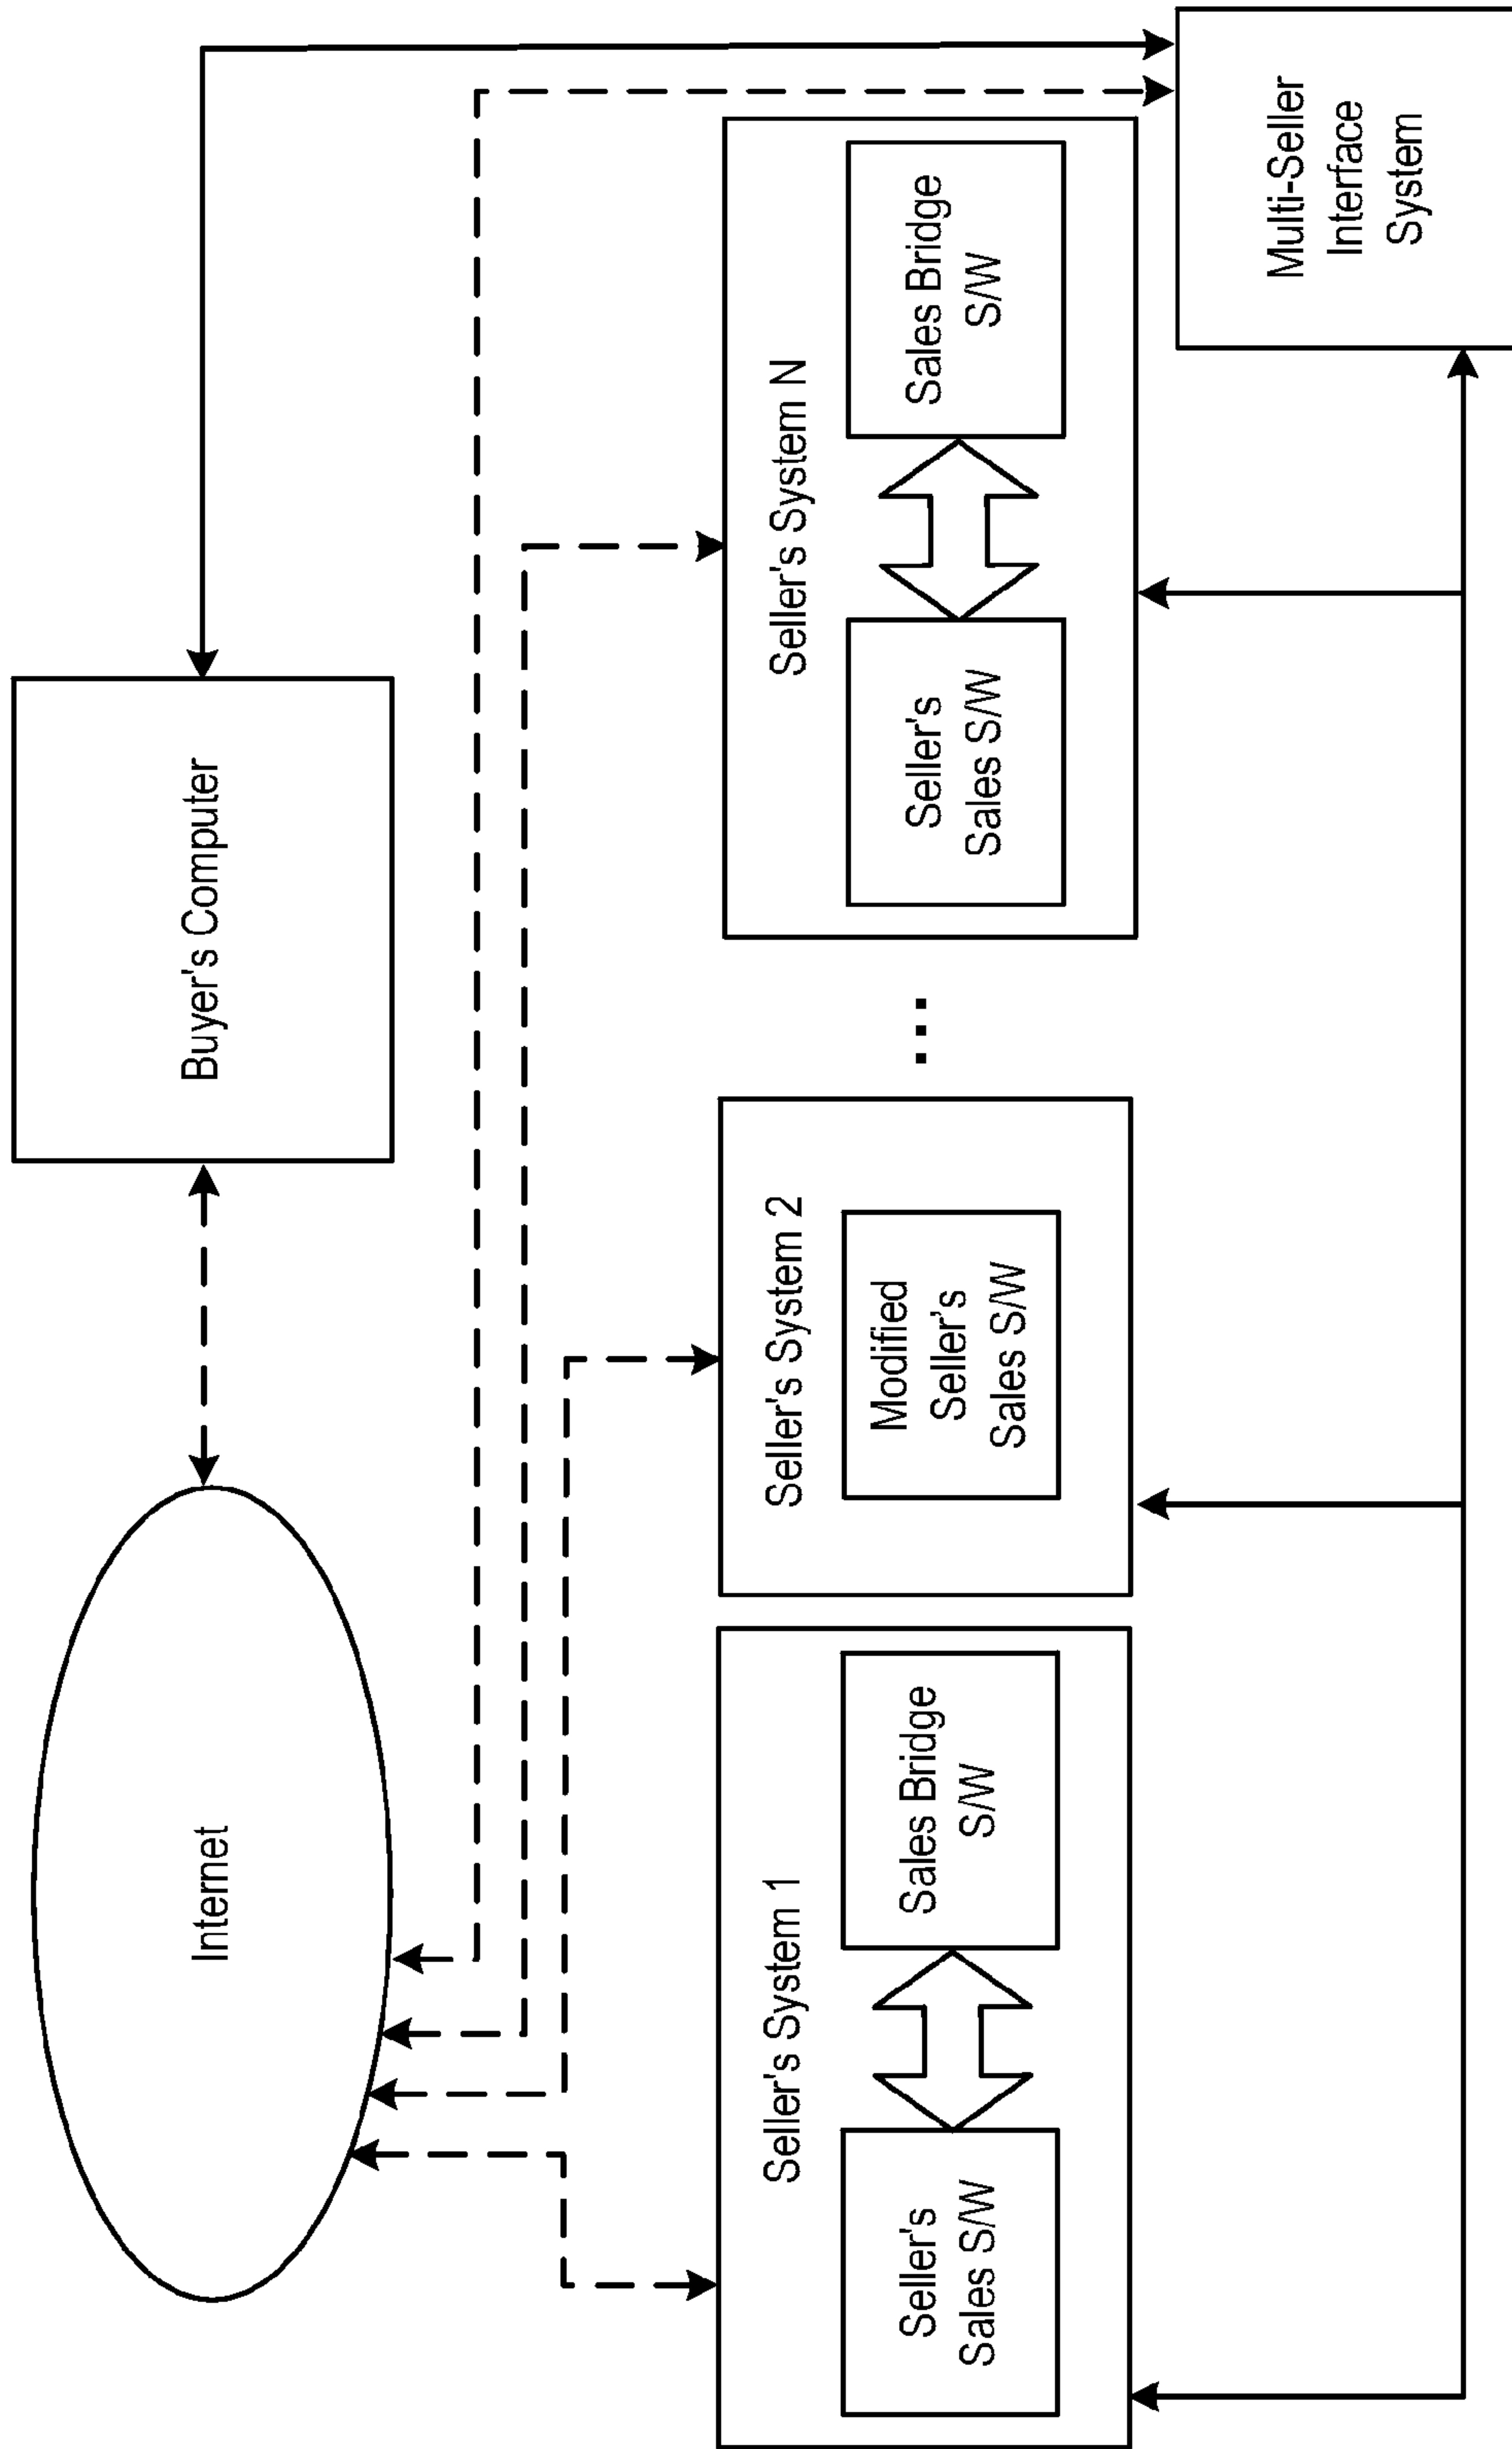 Internet
Buyer's Computer
Seller's System 1
Seller's
Sales S/W
Sales Bridge
S/W
Seller's System 2
Modified
Seller's
Sales S/W
...
Seller's System N
Seller's
Sales S/W
Sales Bridge
S/W
Multi-Seller
Interface
System